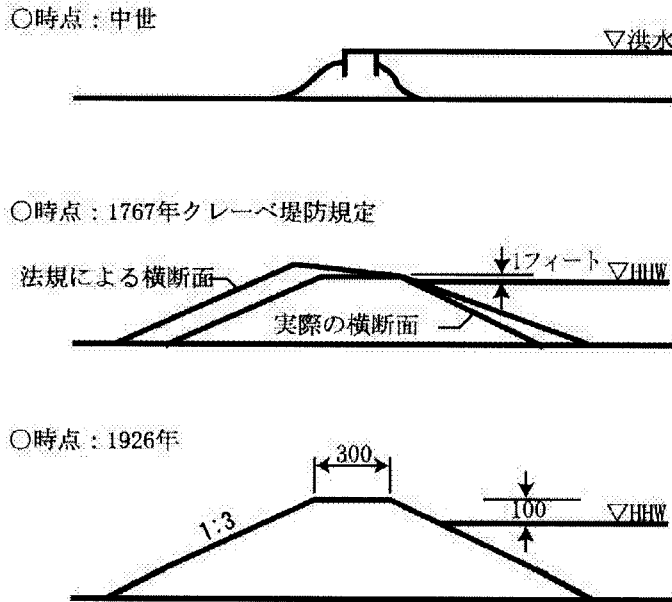 ○時点：中世
▽洪水
○時点：1767年クレーベ堤防規定
法規による横断面
1フィート
▽HHW
実際の横断面
○時点：1926年
300
1:3
100
▽HHW